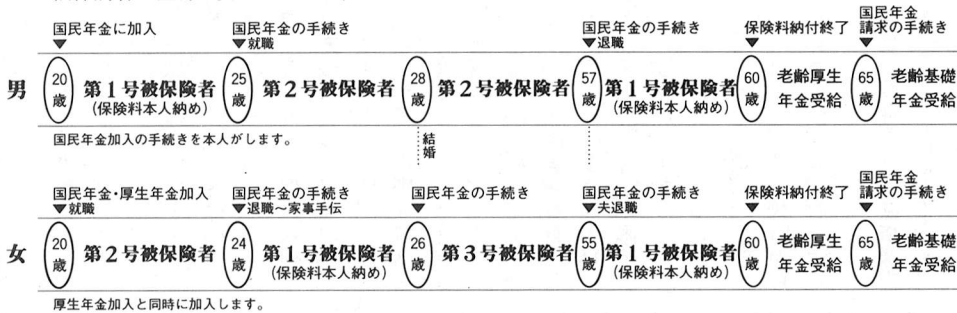 国民年金に加入
国民年金の手続き
▼就職
国民年金の手続き
▼退職
保険料納付終了
国民年金
請求の手続き
男
20歳
第1号被保険者
(保険料本人納め)
25歳
第2号被保険者
28歳
第2号被保険者
57歳
第1号被保険者
(保険料本人納め)
60歳
老齢厚生
年金受給
65歳
老齢基礎
年金受給
国民年金加入の手続きを本人がします。
結婚
国民年金・厚生年金加入
▼就職
国民年金の手続き
▼退職~家事手伝
国民年金の手続き
国民年金の手続き
▼夫退職
保険料納付終了
国民年金
請求の手続き
女
20歳
第2号被保険者
24歳
第1号被保険者
(保険料本人納め)
26歳
第3号被保険者
55歳
第1号被保険者
(保険料本人納め)
60歳
老齢厚生
年金受給
65歳
老齢基礎
年金受給
厚生年金加入と同時に加入します。